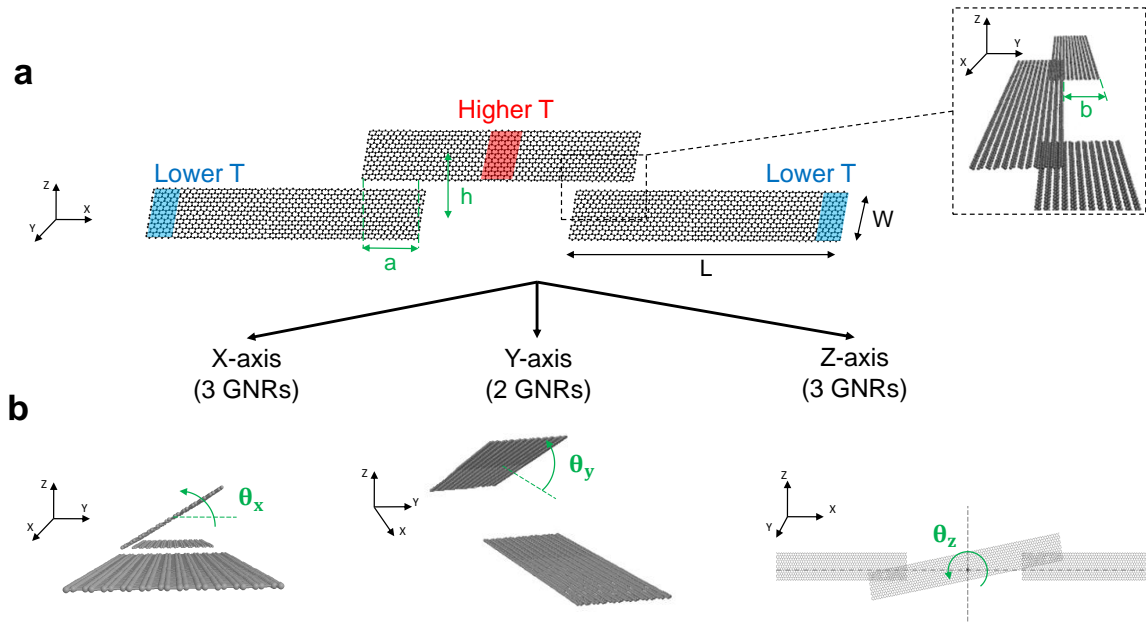 a
Z
Y
X
b
Higher T
Lower T
Lower T
Z
X
Y
h
a
W
L
X-axis
(3 GNRs)
Y-axis
(2 GNRs)
Z-axis
(3 GNRs)
b
Z
Y
X
θx
Z
Y
X
θy
Z
X
Y
θz